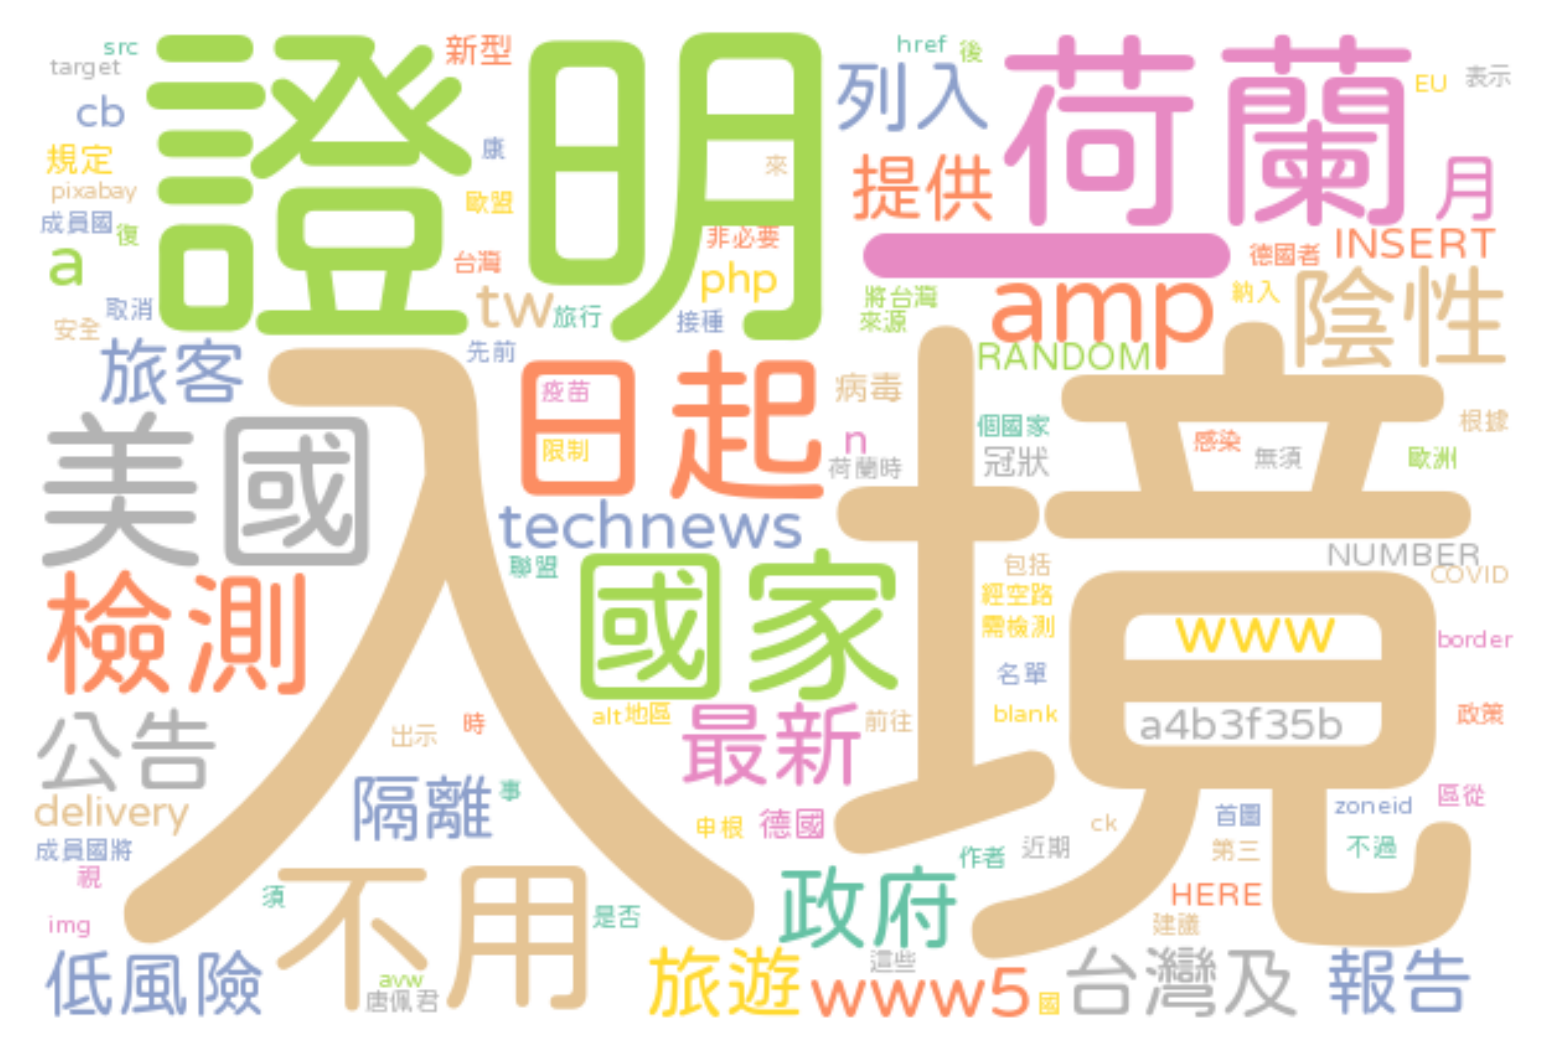 src
target
cb
規定
pixabay
成員國
復
a
取消
安全
旅客
證明
新型
康
歐盟
台灣
tw
旅行
先前
來
非必要
php
接種
列入
href
後
提供
荷蘭
一
月
EU
表示
INSERT
德國者
將台灣
來源
amp
納入
陰性
RANDOM
美國
入境
日起
疫苗
限制
病毒
n
荷蘭時
個國家
冠狀
感染
無須
根據
歐洲
technews
聯盟
國家
檢測
包括
經空路
需檢測
NUMBER
COVID
www
border
名單
blank
a4b3f35b
政策
公告
出示
時
alt
地區
最新
前往
delivery
隔離
事
申根
德國
成員國將
視
ck
近期
作者
首圖
第三
zoneid
區從
不過
HERE
建議
img
須
不用
是否
政府
低風險
avw
唐佩君
旅遊
這些
www5
國
台灣及
報告